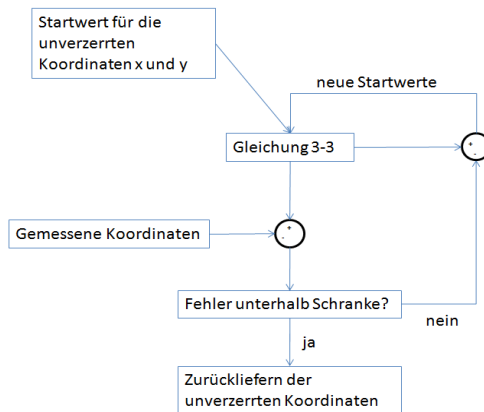 Startwert für die
unverzerrten
Koordinaten x und y
neue Startwerte
Gleichung 3-3
+
-
Gemessene Koordinaten
+
-
Fehler unterhalb Schranke?
nein
ja
Zurückliefern der
unverzerrten Koordinaten